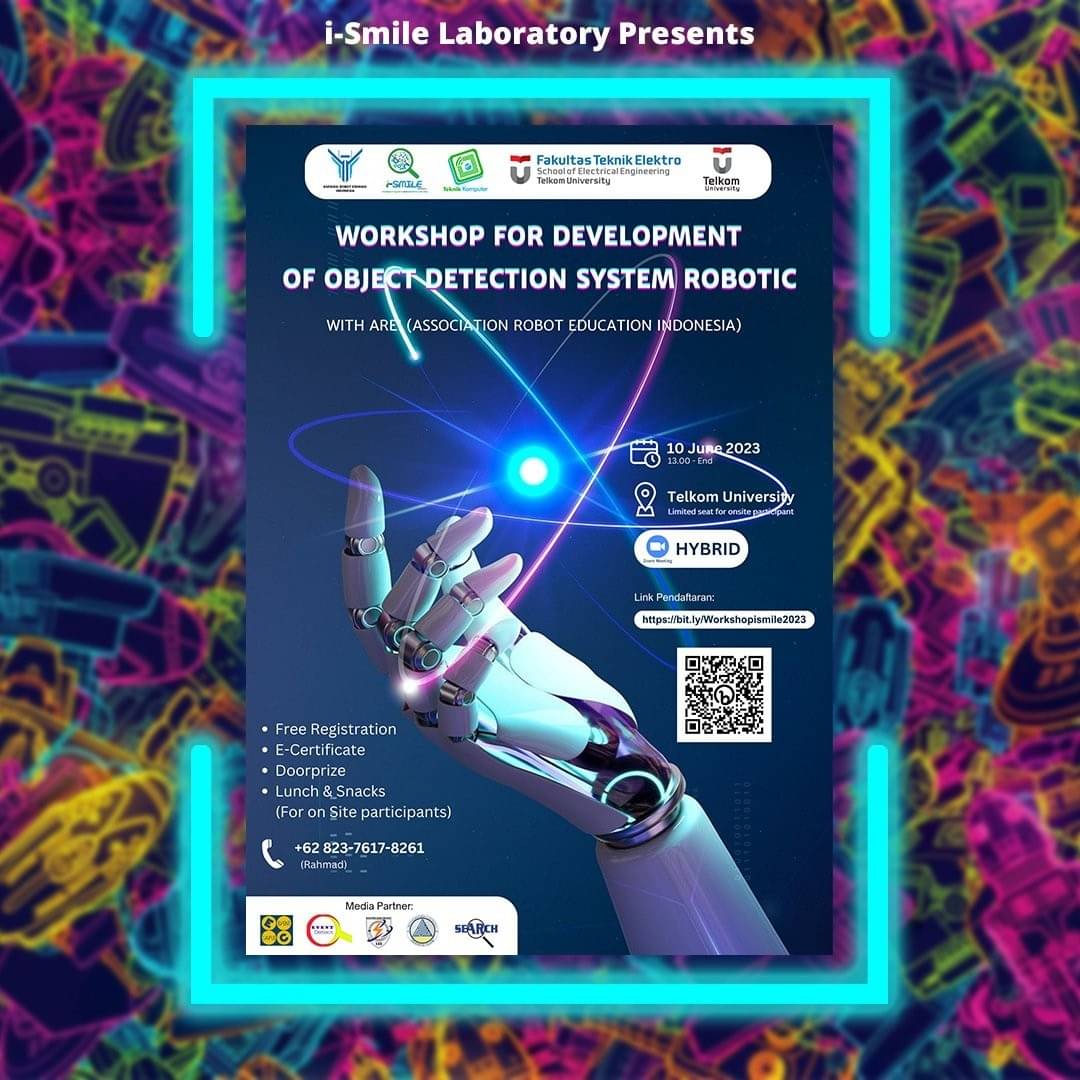 i-Smile Laboratory Presents
i-SMILE
Teknik Komputer
Fakultas Teknik Elektro
School of Electrical Engineering
Telkom University
Telkom
University
WORKSHOP FOR DEVELOPMENT
OF OBJECT DETECTION SYSTEM ROBOTIC
WITH AREI (ASSOCIATION ROBOT EDUCATION INDONESIA)
10 June 2023
13.00 - End
Telkom University
Limited seat for onsite participant
HYBRID
Link Pendaftaran:
https://bit.ly/Workshopismile2023
Free Registration
E-Certificate
Doorprize
Lunch & Snacks
(For on Site participants)
+62 823-7617-8261
(Rahmad)
Media Partner:
EVENT
SEARCH